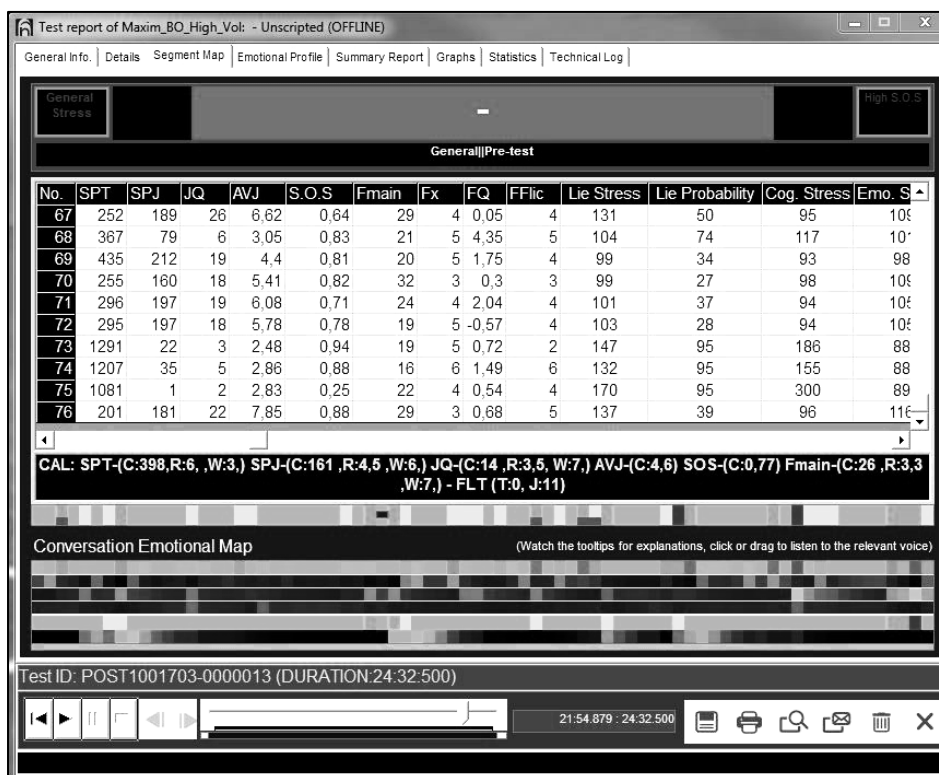 Test report of Maxim_BO_High_Vol: - Unscripted (OFFLINE)
General Info. Details Segment Map Emotional Profile Summary Report Graphs Statistics Technical Log
General Stress
-
High S.O.S
General||Pre-test
No. SPT SPJ JQ AVJ S.O.S Fmain Fx FQ FFlic Lie Stress Lie Probability Cog. Stress Emo. S
67 252 189 26 6,62 0,64 29 4 0,05 4 131 50 95 109
68 367 79 6 3,05 0,83 21 5 4,35 5 104 74 117
69 435 212 19 4,4 0,81 20 5 1,75 4 99 34 93 98
70 255 160 18 5,41 0,82 32 3 0,3 3 99 27 98 109
71 296 197 19 6,08 0,71 24 4 2,04 4 101 37 94
72 295 197 18 5,78 0,78 19 5 -0,57 4 103 28 94
73 1291 22 3 2,48 0,94 19 5 0,72 2 147 95 186 88
74 1207 35 5 2,86 0,88 16 6 1,49 6 132 95 155 88
75 1081 1 2 2,83 0,25 22 4 0,54 4 170 95 300 89
76 201 181 22 7,85 0,88 29 3 0,68 5 137 39 96
CAL: SPT-(C:398,R:6, ,W:3,) SPJ-(C:161 ,R:4,5 ,W:6,) JQ-(C:14 ,R:3,5, W:7,) AVJ-(C:4,6) SOS-(C:0,77) Fmain-(C:26 ,R:3,3
,W:7,) - FLT (T:0, J:11)
Conversation Emotional Map (Watch the tooltips for explanations, click or drag to listen to the relevant voice)
Test ID: POST1001703-0000013 (DURATION:24:32:500)
21:54.879 : 24:32.500